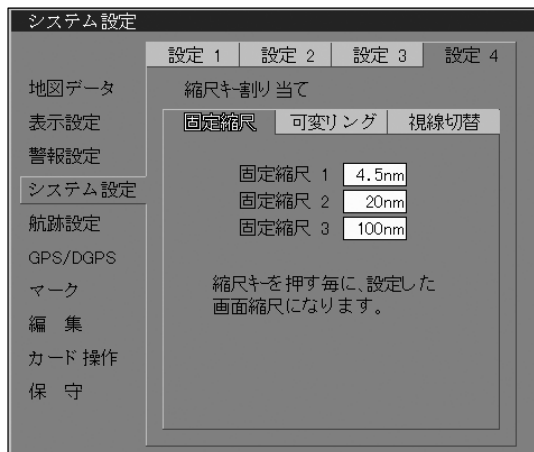 システム設定
設定 1 設定 2 設定 3 設定 4
地図データ
表示設定
警報設定
システム設定
航跡設定
GPS/DGPS
マーク
編 集
カード操作
保 守
縮尺キー割り当て
固定縮尺 可変リング 視線切替
固定縮尺 1 4.5nm
固定縮尺 2 20nm
固定縮尺 3 100nm
縮尺キーを押す毎に、設定した
画面縮尺になります。